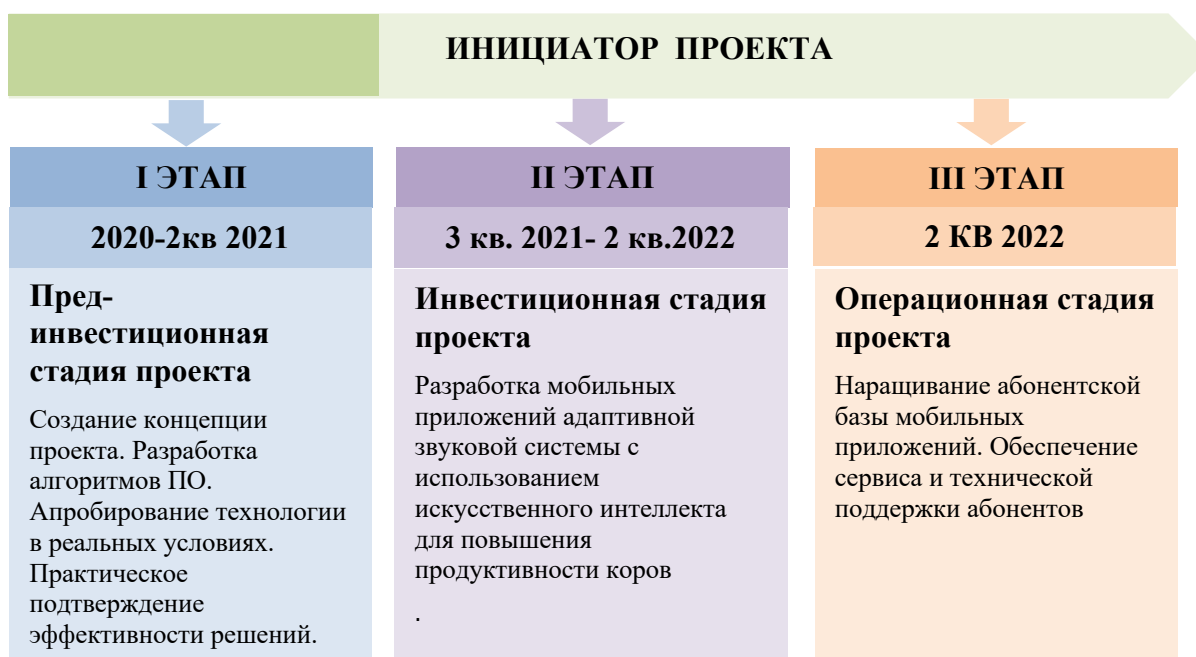 ИНИЦИАТОР ПРОЕКТА
I ЭТАП
2020-2кв 2021
Пред-
инвестиционная
стадия проекта
Создание концепции
проекта. Разработка
алгоритмов ПО.
Апробирование технологии
в реальных условиях.
Практическое
подтверждение
эффективности решений.
II ЭТАП
3 кв. 2021- 2 кв.2022
Инвестиционная стадия
проекта
Разработка мобильных
приложений адаптивной
звуковой системы с
использованием
искусственного интеллекта
для повышения
продуктивности коров
.
III ЭТАП
2 КВ 2022
Операционная стадия
проекта
Наращивание абонентской
базы мобильных
приложений. Обеспечение
сервиса и технической
поддержки абонентов